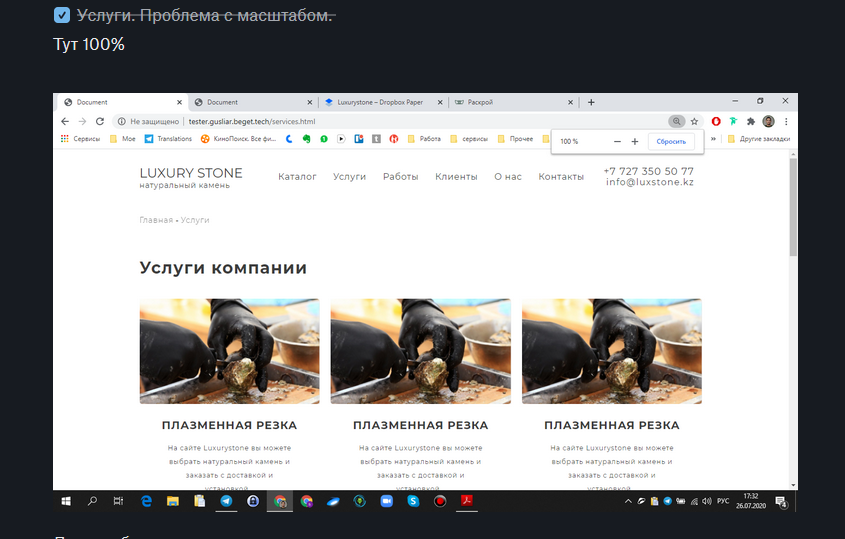 Услуги. Проблема с масштабом.
Тут 100%
Document
Document
Luxurystone – Dropbox Paper
Раскрой
Не защищено
tester.gusliar.beget.tech/services.html
Сервисы
Мое
Translations
КиноПоиск. Все фи...
Работа
сервисы
Прочее
Другие закладки
100 %
Сбросить
LUXURY STONE
натуральный камень
Каталог
Услуги
Работы
Клиенты
О нас
Контакты
+7 727 350 50 77
info@luxstone.kz
Главная • Услуги
Услуги компании
ПЛАЗМЕННАЯ РЕЗКА
На сайте Luxurystone вы можете
выбрать натуральный камень и
заказать с доставкой и
установкой
ПЛАЗМЕННАЯ РЕЗКА
На сайте Luxurystone вы можете
выбрать натуральный камень и
заказать с доставкой и
установкой
ПЛАЗМЕННАЯ РЕЗКА
На сайте Luxurystone вы можете
выбрать натуральный камень и
заказать с доставкой и
установкой
РУС
17:32
26.07.2020
4